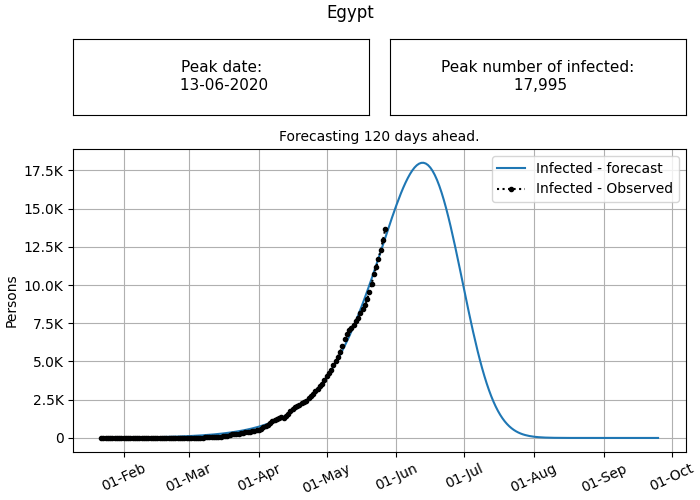 Egypt
Peak date:
13-06-2020
Peak number of infected:
17,995
Forecasting 120 days ahead.
Infected - forecast
Infected - Observed
Persons
17.5K
15.0K
12.5K
10.0K
7.5K
5.0K
2.5K
0
01-Feb
01-Mar
01-Apr
01-May
01-Jun
01-Jul
01-Aug
01-Sep
01-Oct